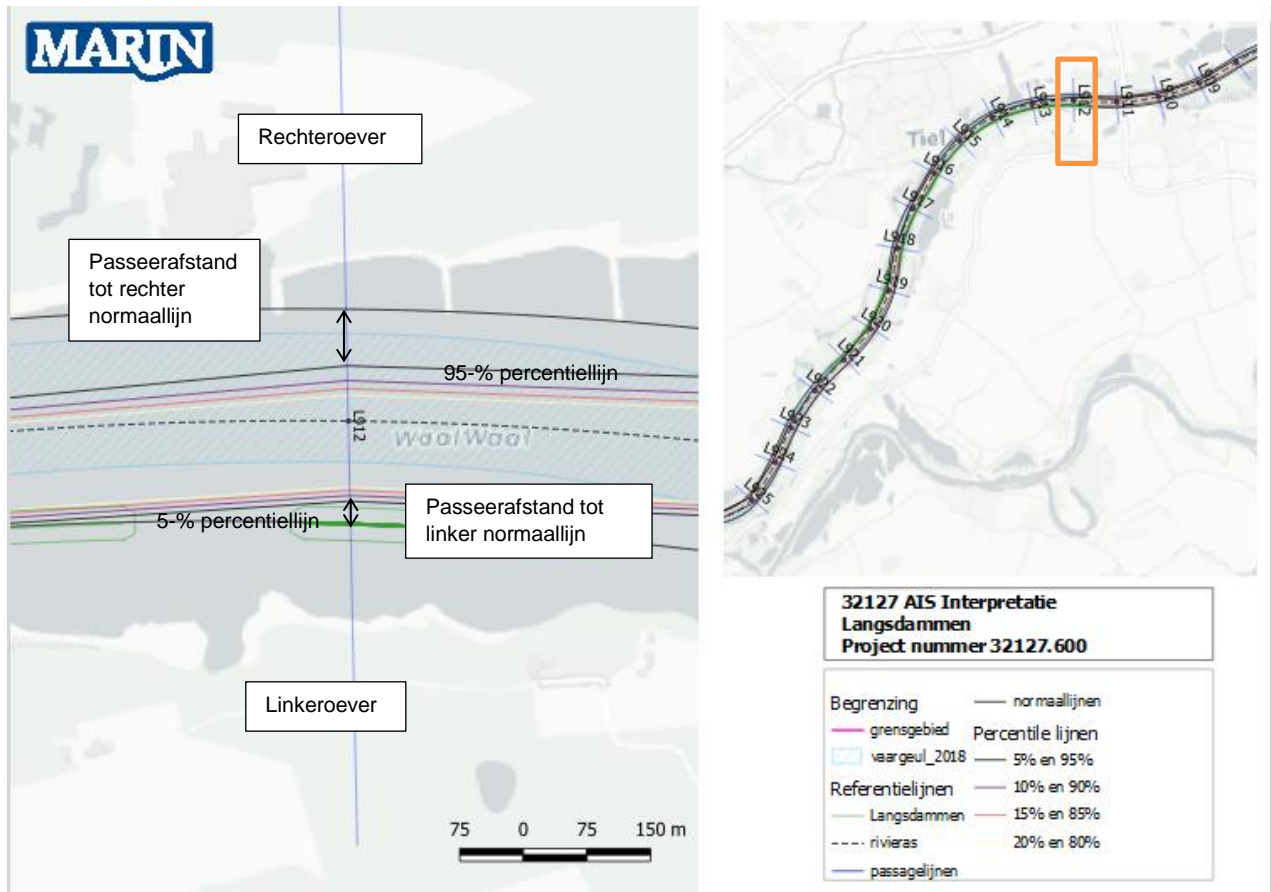 MARIN
Rechteroever
Passeerafstand
tot rechter
normaallijn
95-% percentiellijn
L912
Waal Waal
5-% percentiellijn
Passeerafstand tot
linker normaallijn
Linkeroever
75 0 75 150 m
Tiel
L909
L910
L911
L912
L913
L914
L915
L916
L917
L918
L919
L920
L921
L922
L923
L924
L925
32127 AIS Interpretatie
Langsdammen
Project nummer 32127.600
Begrenzing
grensgebied
vaargeul_2018
Referentielijnen
Langsdammen
rivieras
passagelijnen
normaallijnen
Percentile lijnen
5% en 95%
10% en 90%
15% en 85%
20% en 80%